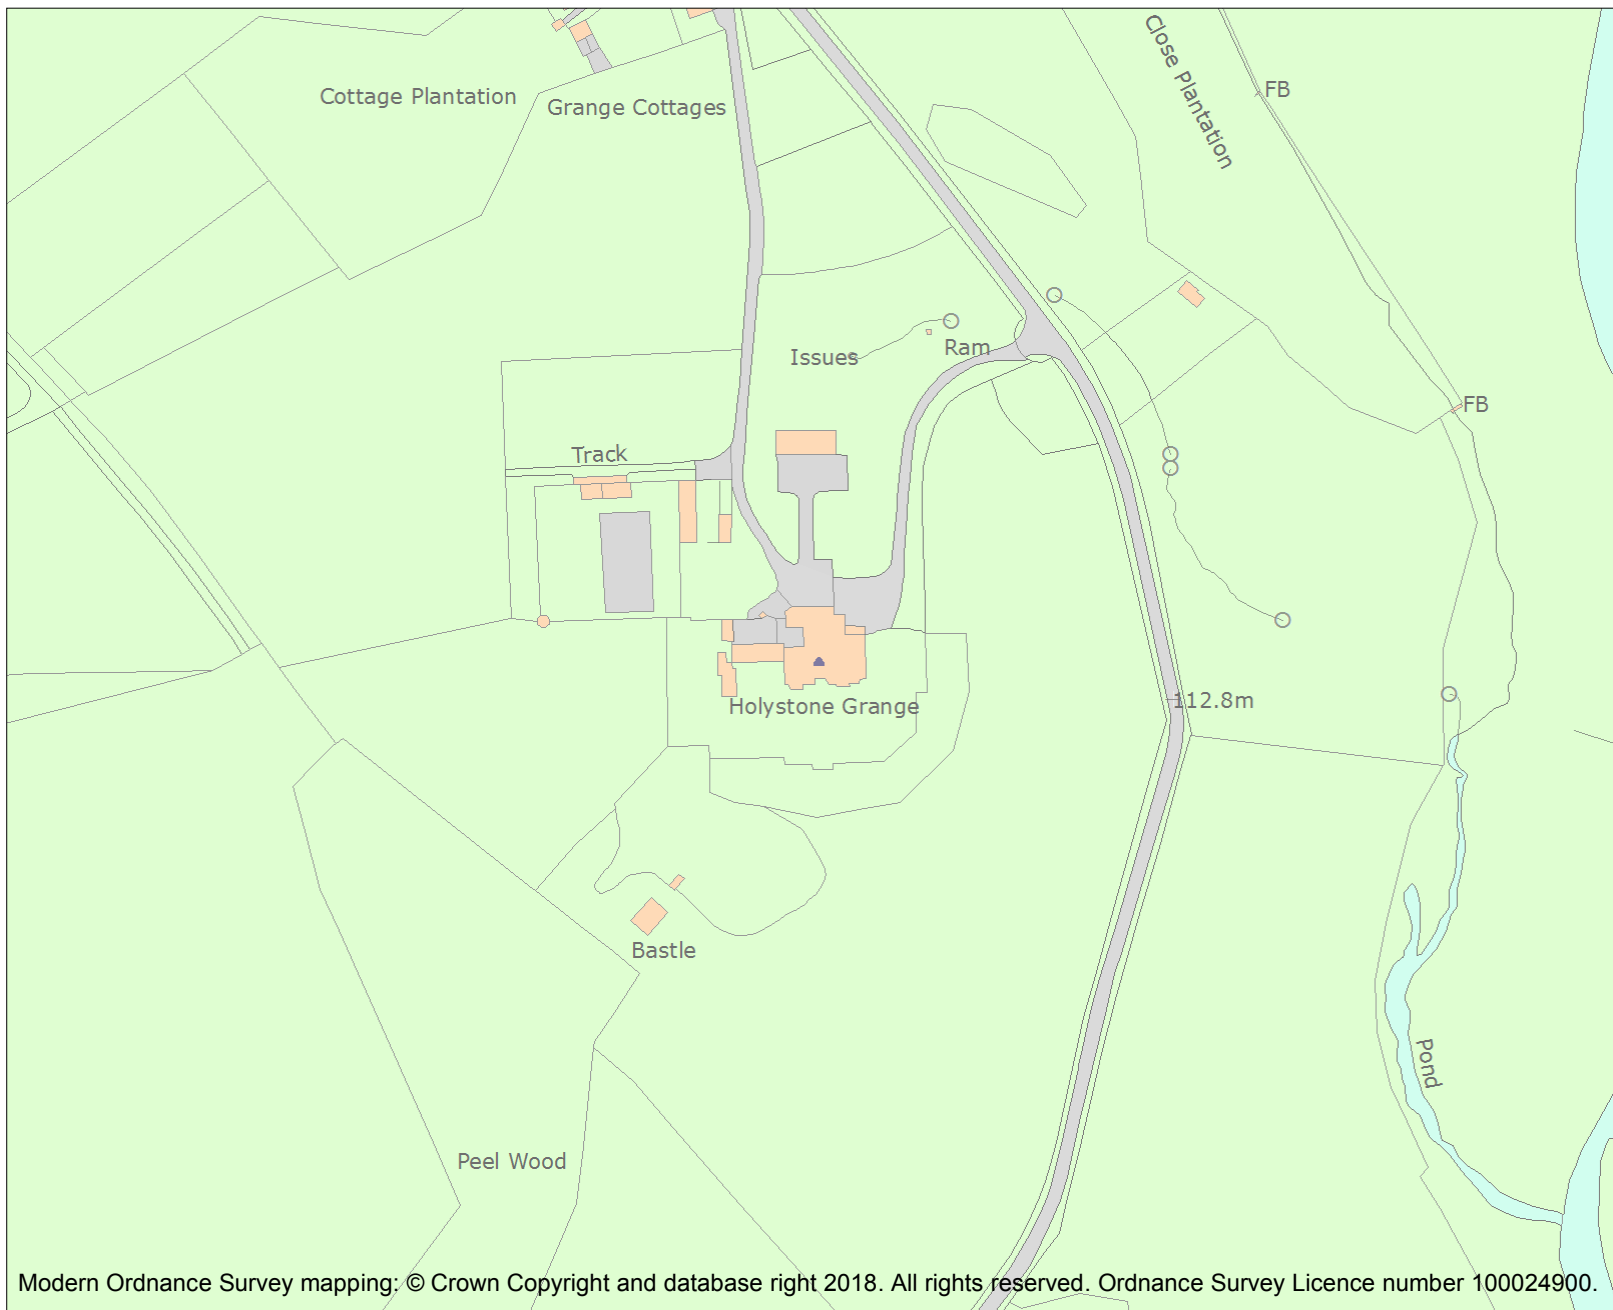 Close Plantation
FB
Cottage Plantation
Grange Cottages
Issues
Ram
FB
Track
Holystone Grange
112.8m
Bastle
Pond
Peel Wood
Modern Ordnance Survey mapping: © Crown Copyright and database right 2018. All rights reserved. Ordnance Survey Licence number 100024900.